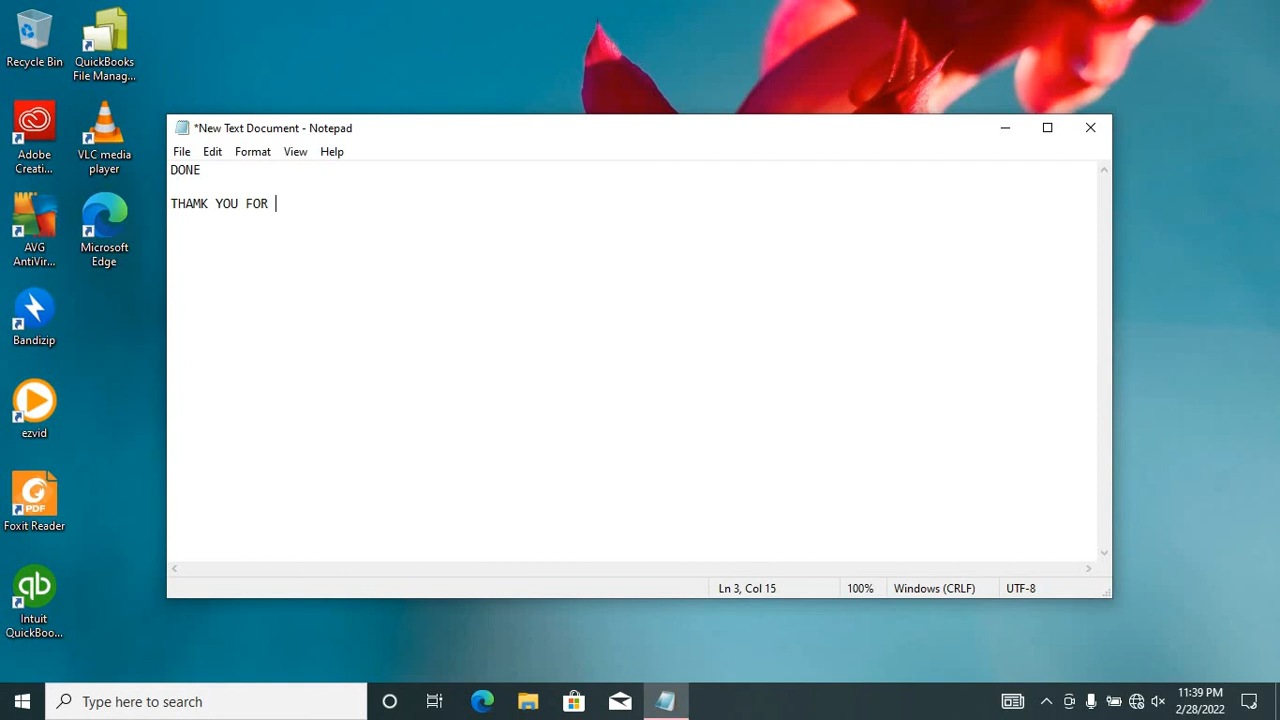 Recycle Bin
QuickBooks
File Manag...
Adobe
Creati...
VLC media
player
AVG
AntiVir...
Microsoft
Edge
Bandizip
ezvid
PDF
Foxit Reader
qb
Intuit
QuickBoo...
*New Text Document - Notepad
File Edit Format View Help
DONE
THAMK YOU FOR
Ln 3, Col 15 100% Windows (CRLF) UTF-8
Type here to search
11:39 PM
2/28/2022